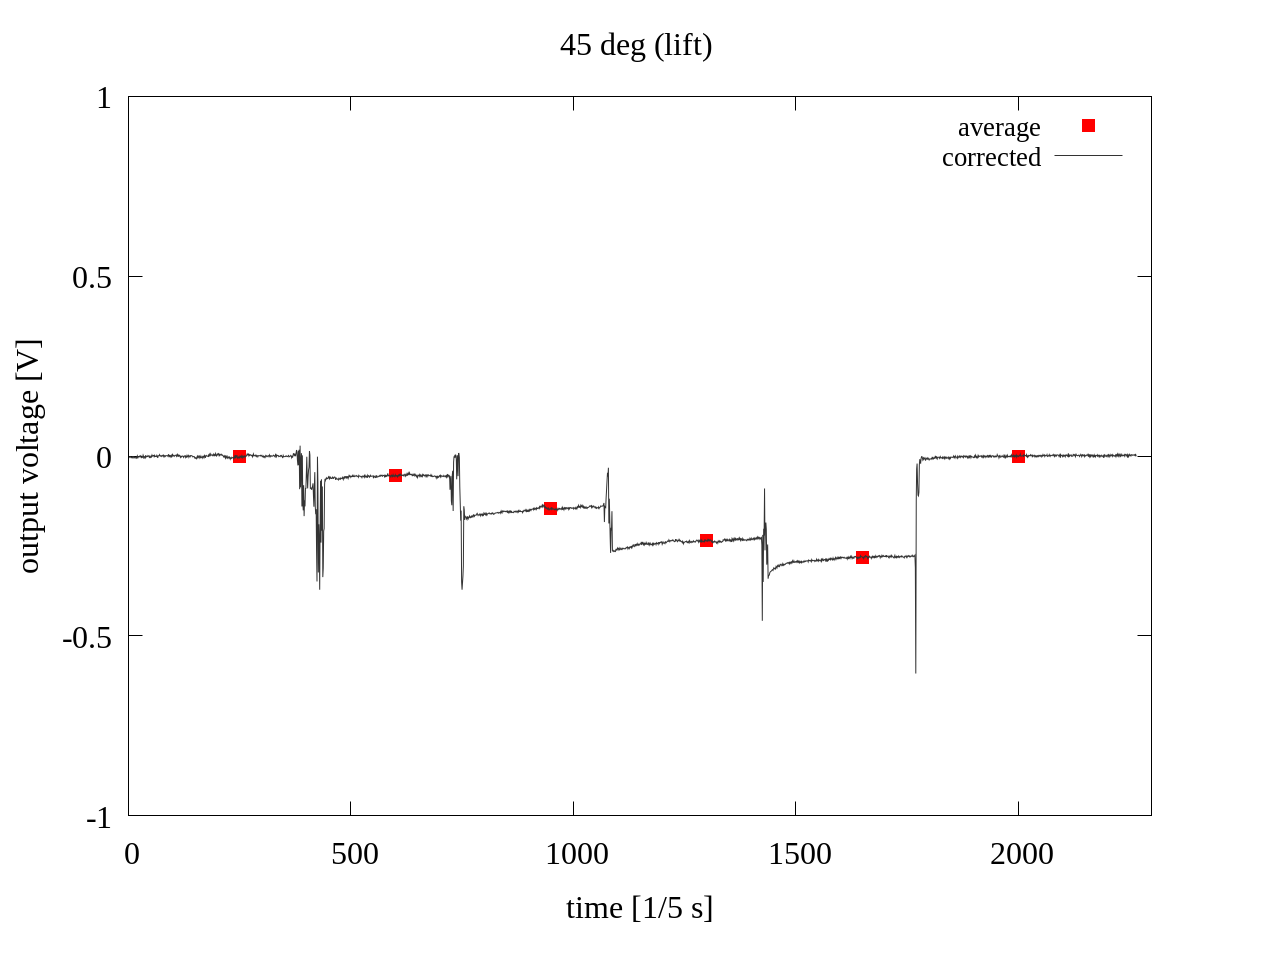 45 deg (lift)
average
corrected
output voltage [V]
1
0.5
0
-0.5
-1
0 500 1000 1500 2000
time [1/5 s]